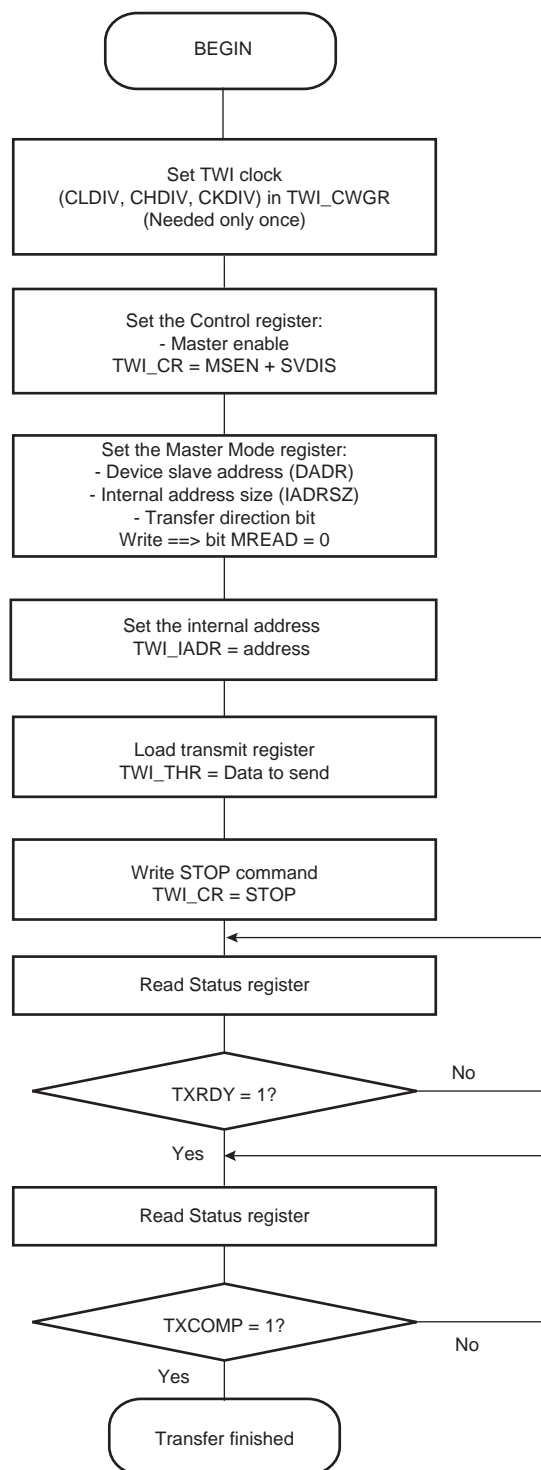 BEGIN
Set TWI clock
(CLDIV, CHDIV, CKDIV) in TWI_CWGR
(Needed only once)
Set the Control register:
- Master enable
TWI_CR = MSEN + SVDIS
Set the Master Mode register:
- Device slave address (DADR)
- Internal address size (IADRSZ)
- Transfer direction bit
Write ==> bit MREAD = 0
Set the internal address
TWI_IADR = address
Load transmit register
TWI_THR = Data to send
Write STOP command
TWI_CR = STOP
Read Status register
TXRDY = 1?
No
Yes
Read Status register
TXCOMP = 1?
No
Yes
Transfer finished